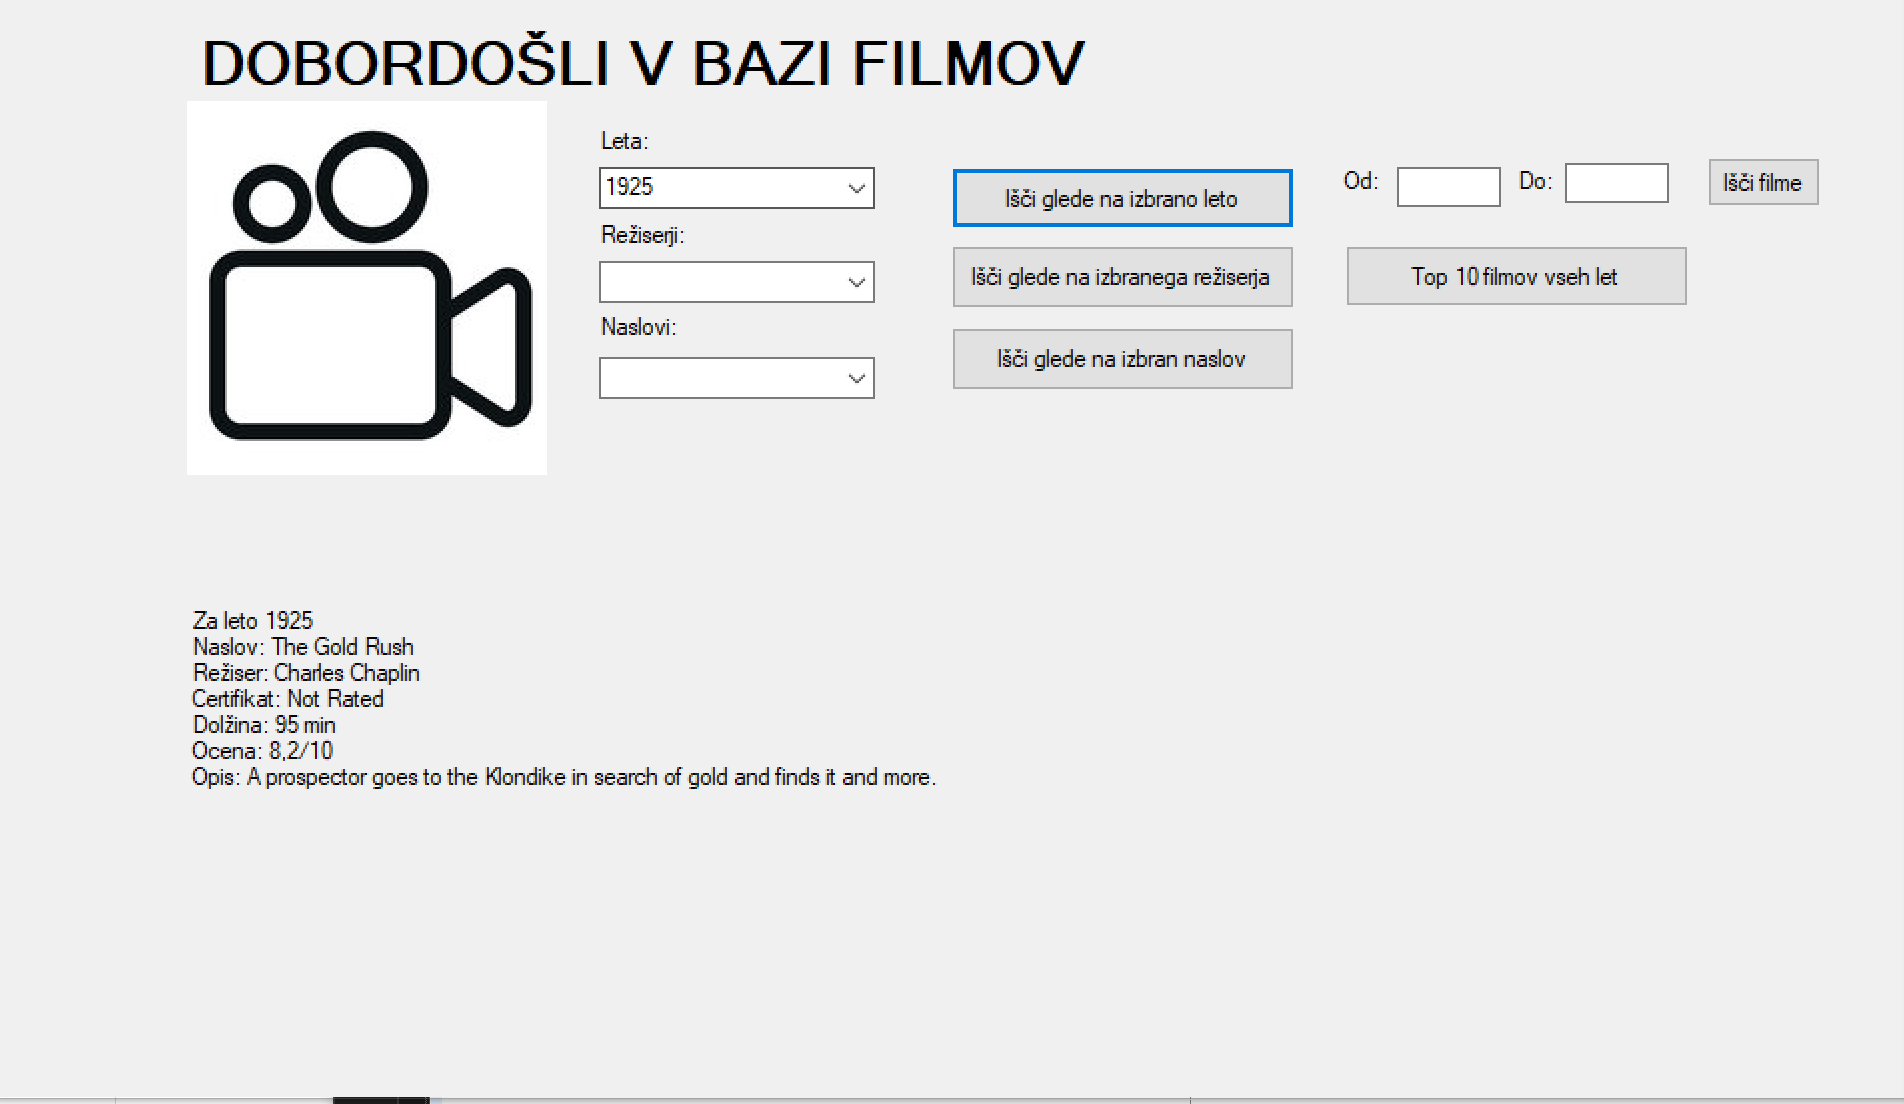 DOBORDOŠLI V BAZI FILMOV
Leta:
1925
Režiserji:
Naslovi:
Išči glede na izbrano leto
Išči glede na izbranega režiserja
Išči glede na izbran naslov
Od:
Do:
Išči filme
Top 10 filmov vseh let
Za leto 1925
Naslov: The Gold Rush
Režiser: Charles Chaplin
Certifikat: Not Rated
Dolžina: 95 min
Ocena: 8,2/10
Opis: A prospector goes to the Klondike in search of gold and finds it and more.